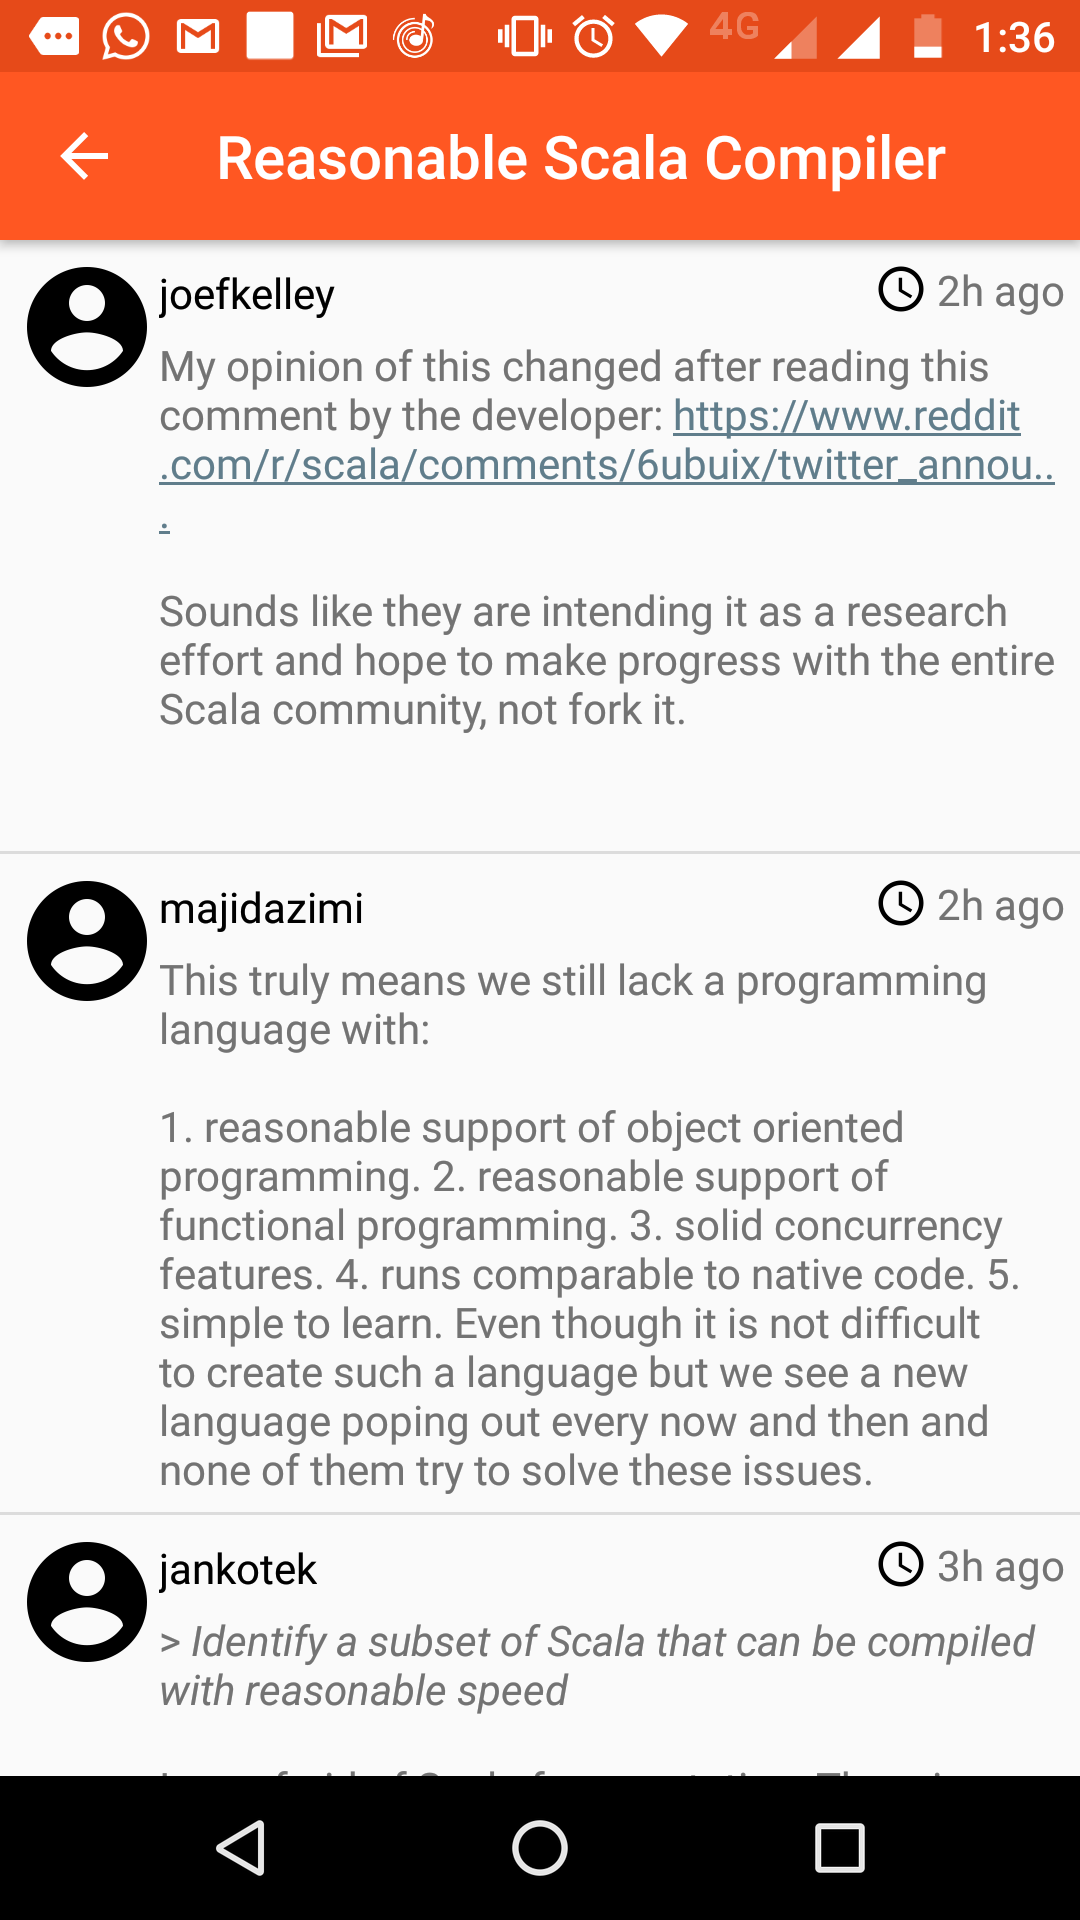 4G 1:36
Reasonable Scala Compiler
joefkelley 2h ago
My opinion of this changed after reading this
comment by the developer: https://www.reddit
.com/r/scala/comments/6ubuix/twitter_annou..
.
Sounds like they are intending it as a research
effort and hope to make progress with the entire
Scala community, not fork it.
majidazimi 2h ago
This truly means we still lack a programming
language with:
1. reasonable support of object oriented
programming. 2. reasonable support of
functional programming. 3. solid concurrency
features. 4. runs comparable to native code. 5.
simple to learn. Even though it is not difficult
to create such a language but we see a new
language poping out every now and then and
none of them try to solve these issues.
jankotek 3h ago
> Identify a subset of Scala that can be compiled
with reasonable speed